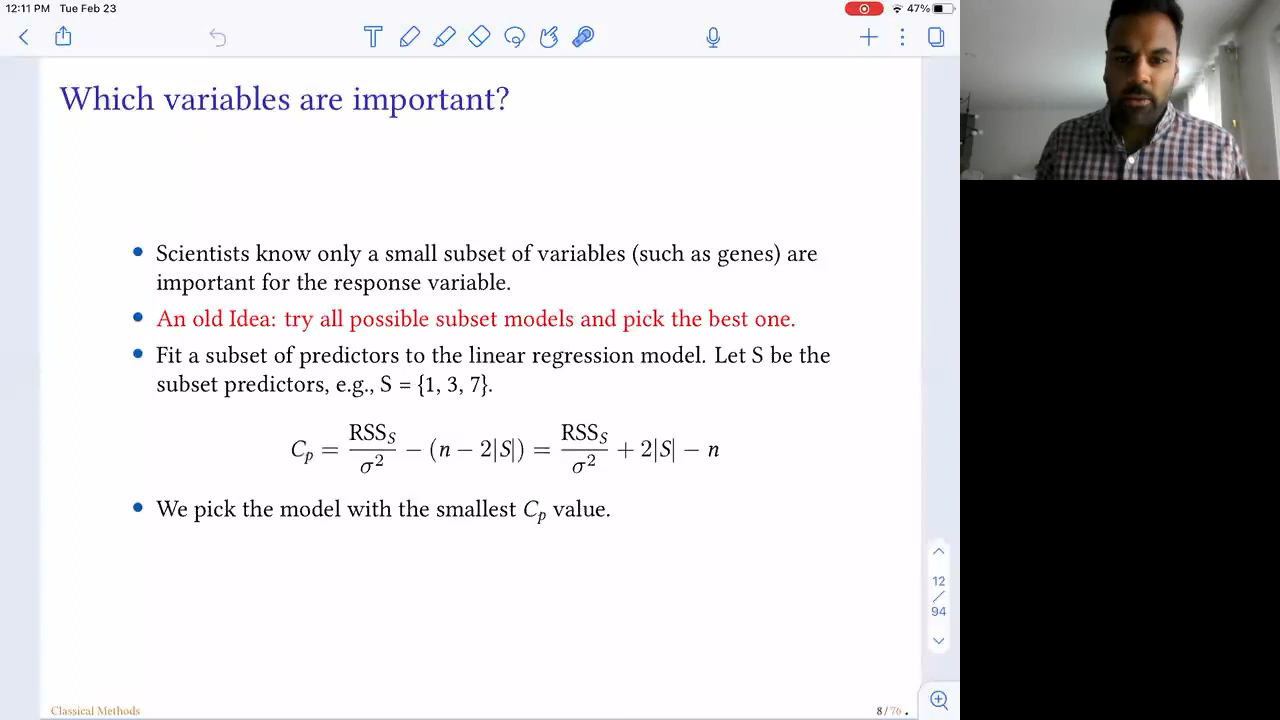 12:11 PM Tue Feb 23
47%
Which variables are important?
Scientists know only a small subset of variables (such as genes) are
important for the response variable.
An old Idea: try all possible subset models and pick the best one.
Fit a subset of predictors to the linear regression model. Let S be the
subset predictors, e.g., S = {1, 3, 7}.
C_p = RSS_S / σ² − (n − 2|S|) = RSS_S / σ² + 2|S| − n
We pick the model with the smallest C_p value.
12
/
94
Classical Methods
8 / 76